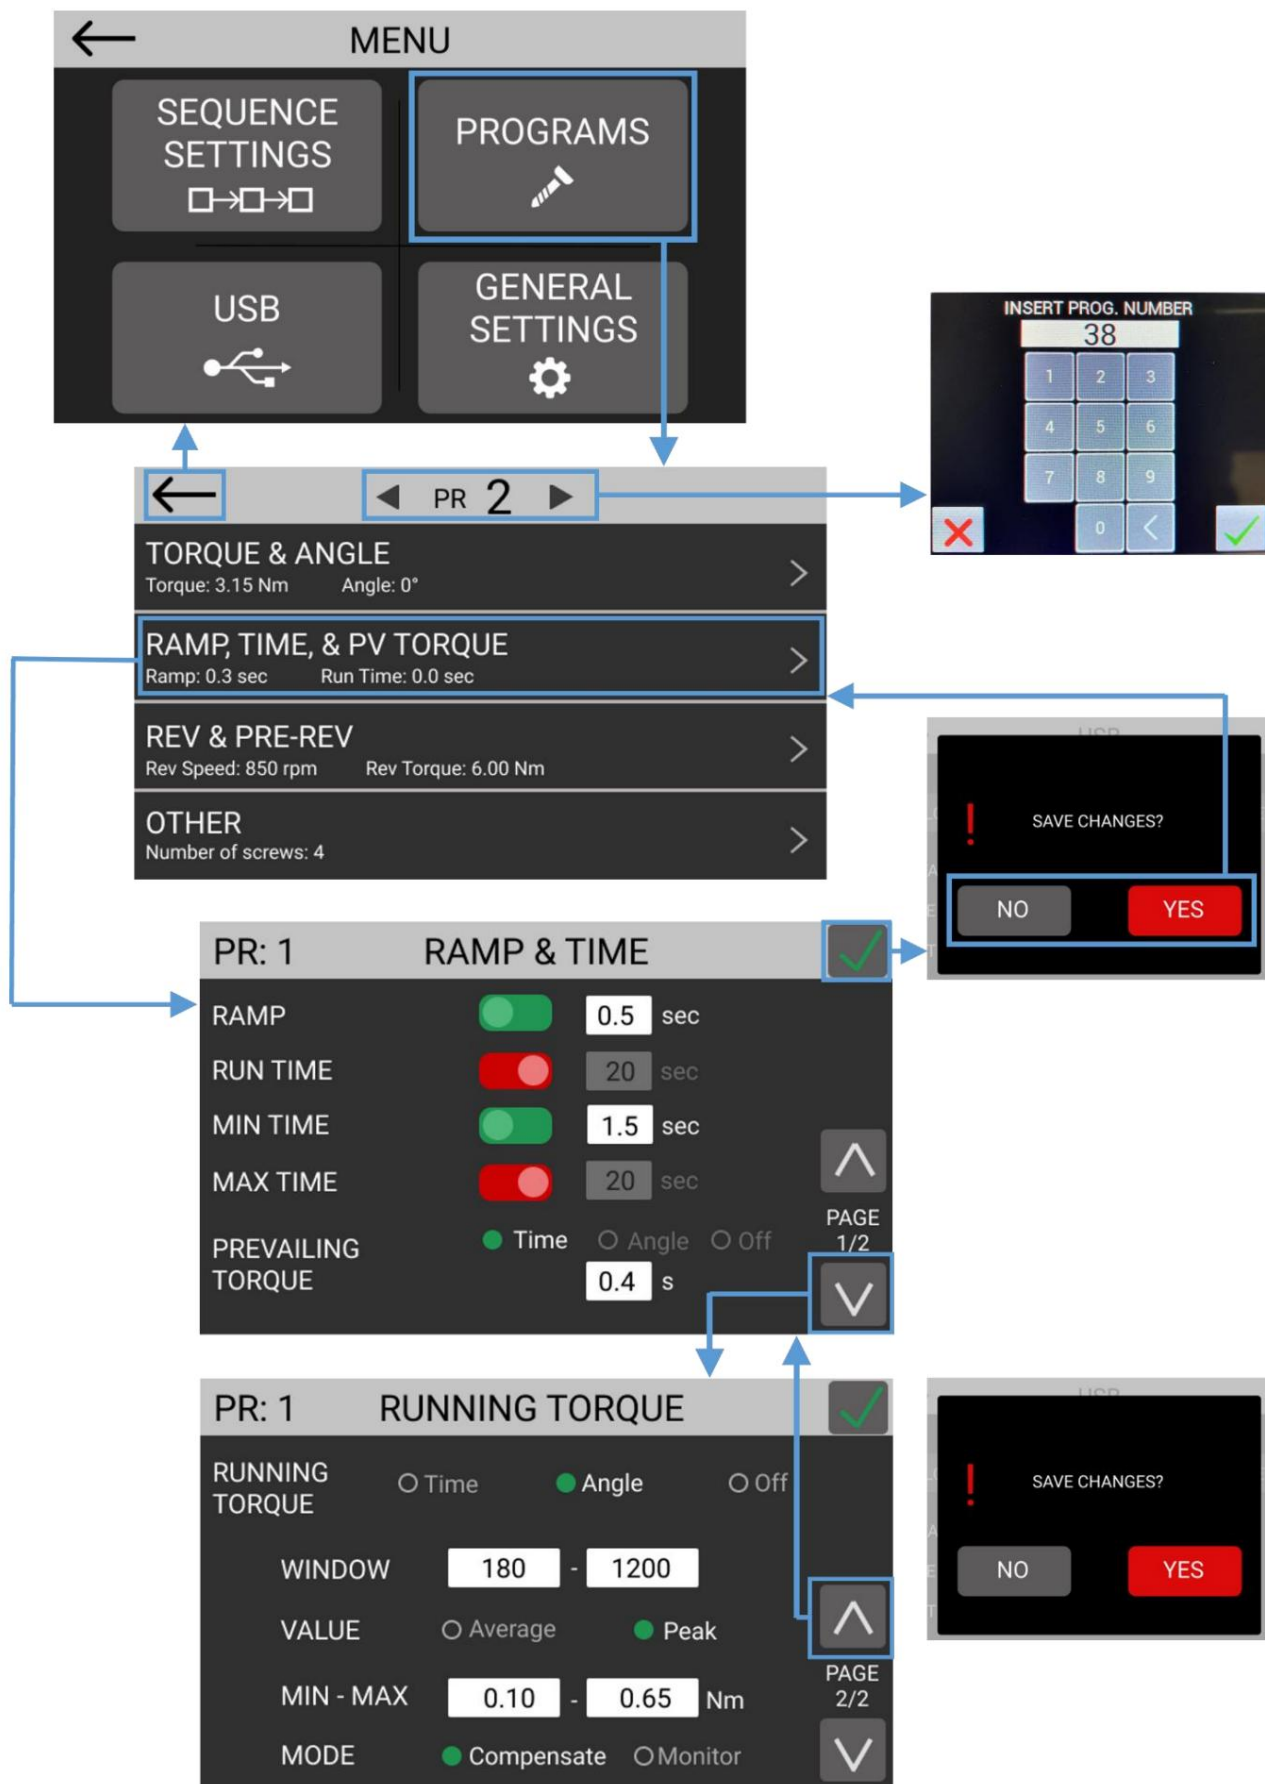 MENU
SEQUENCE
SETTINGS
PROGRAMS
USB
GENERAL
SETTINGS
INSERT PROG. NUMBER
38
1 2 3
4 5 6
7 8 9
0
PR 2
TORQUE & ANGLE
Torque: 3.15 Nm Angle: 0°
RAMP, TIME, & PV TORQUE
Ramp: 0.3 sec Run Time: 0.0 sec
REV & PRE-REV
Rev Speed: 850 rpm Rev Torque: 6.00 Nm
OTHER
Number of screws: 4
SAVE CHANGES?
NO YES
PR: 1 RAMP & TIME
RAMP 0.5 sec
RUN TIME 20 sec
MIN TIME 1.5 sec
MAX TIME 20 sec
PREVAILING
TORQUE
Time Angle Off
0.4 s
PAGE
1/2
PR: 1 RUNNING TORQUE
RUNNING
TORQUE
Time Angle Off
WINDOW 180 - 1200
VALUE Average Peak
MIN - MAX 0.10 - 0.65 Nm
MODE Compensate Monitor
PAGE
2/2
SAVE CHANGES?
NO YES